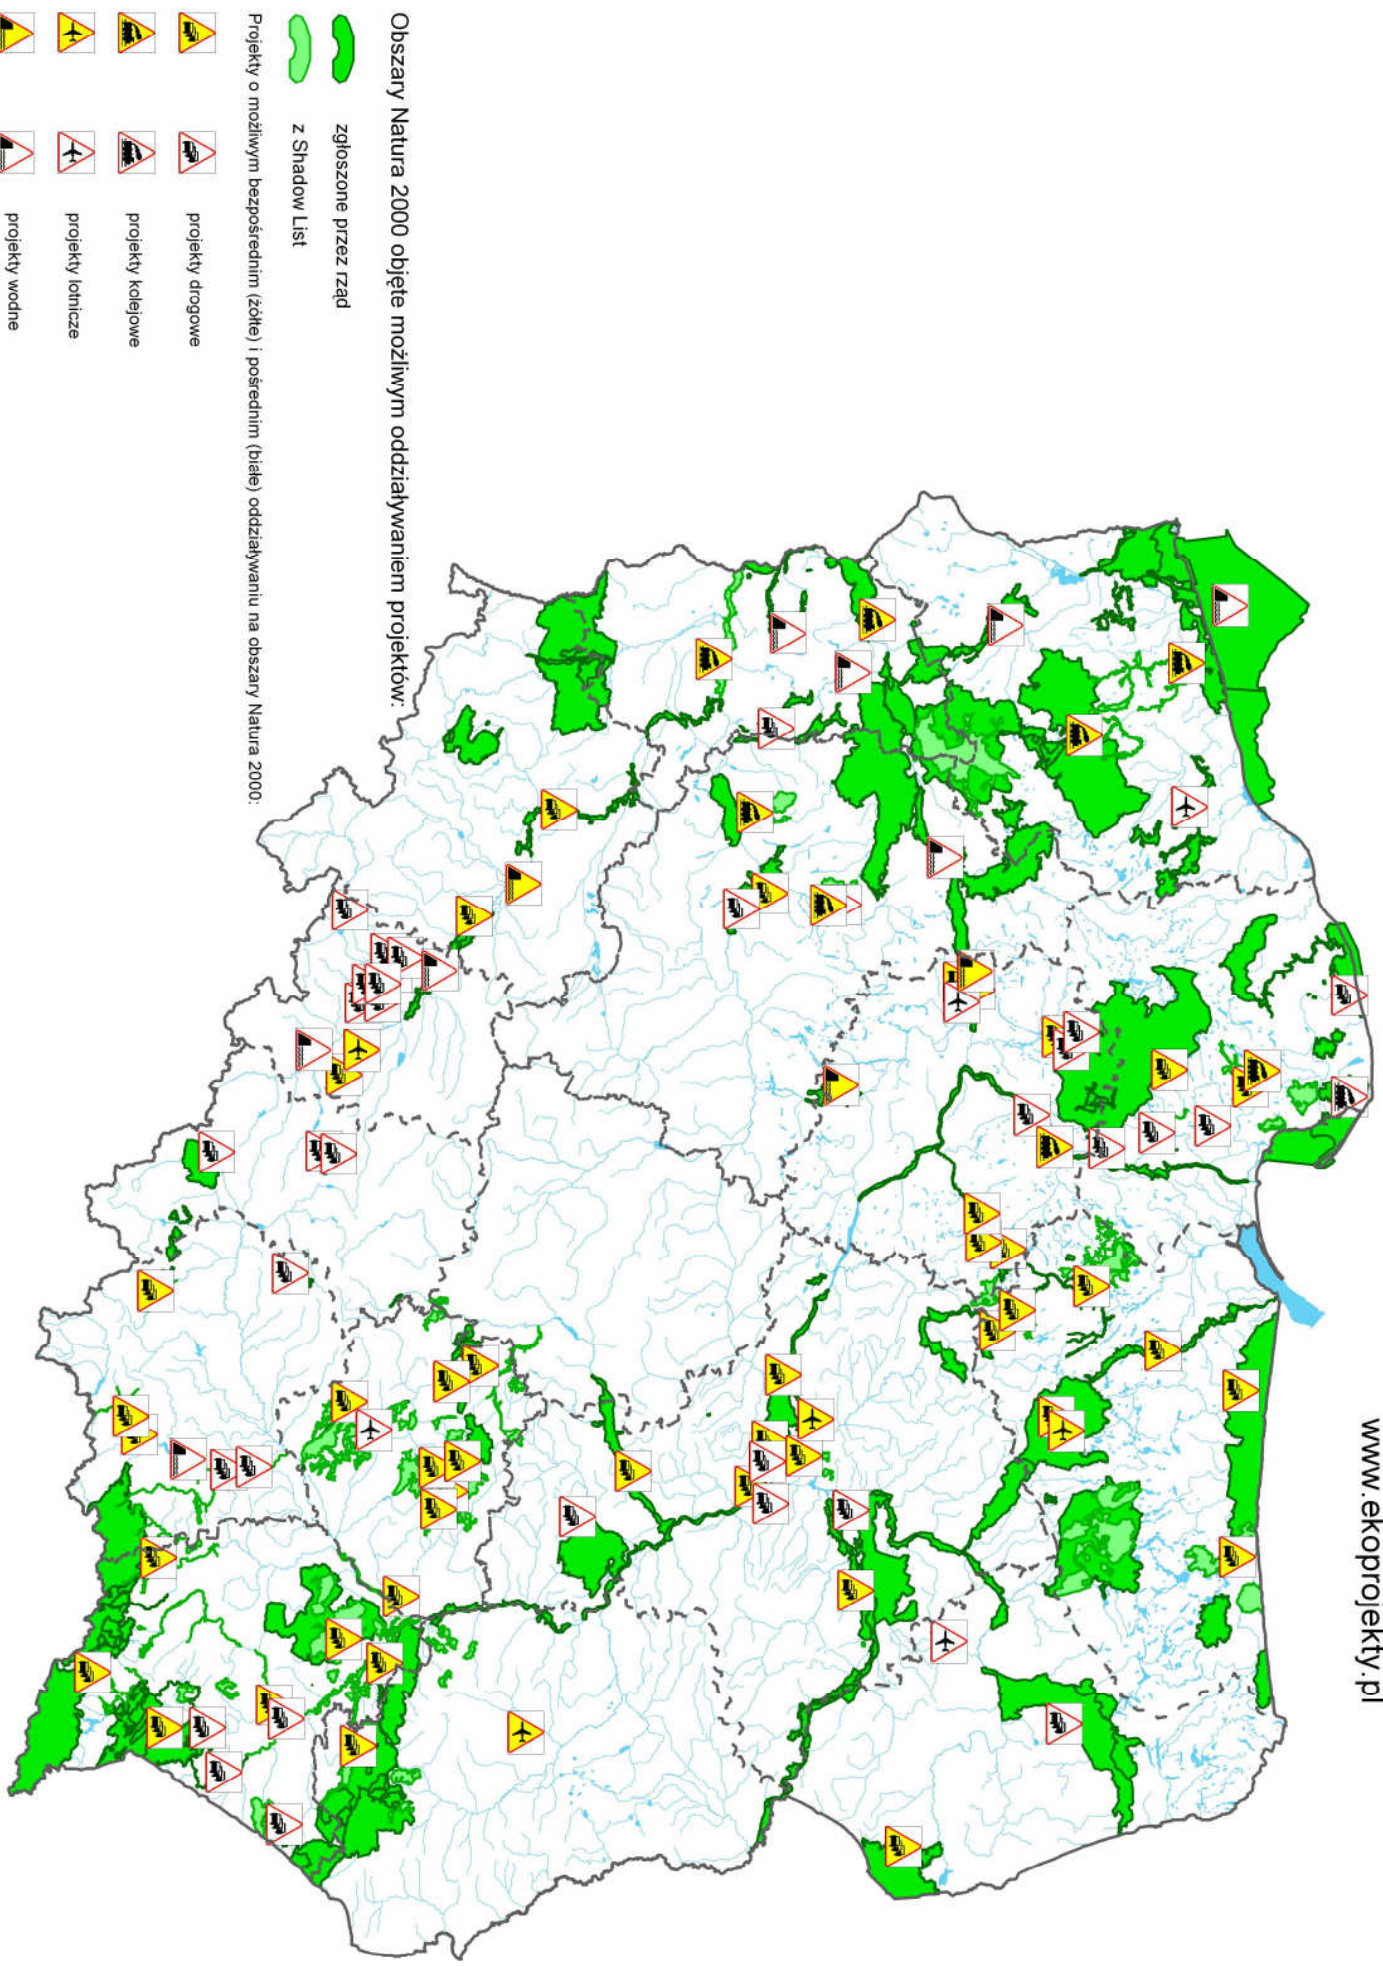 www.ekoprojekty.pl
Obszary Natura 2000 objęte możliwym oddziaływaniem projektów:
zgłoszone przez rząd
z Shadow List
Projekty o możliwym bezpośrednim (żółte) i pośrednim (białe) oddziaływaniu na obszary Natura 2000:
projekty drogowe
projekty kolejowe
projekty lotnicze
projekty wodne